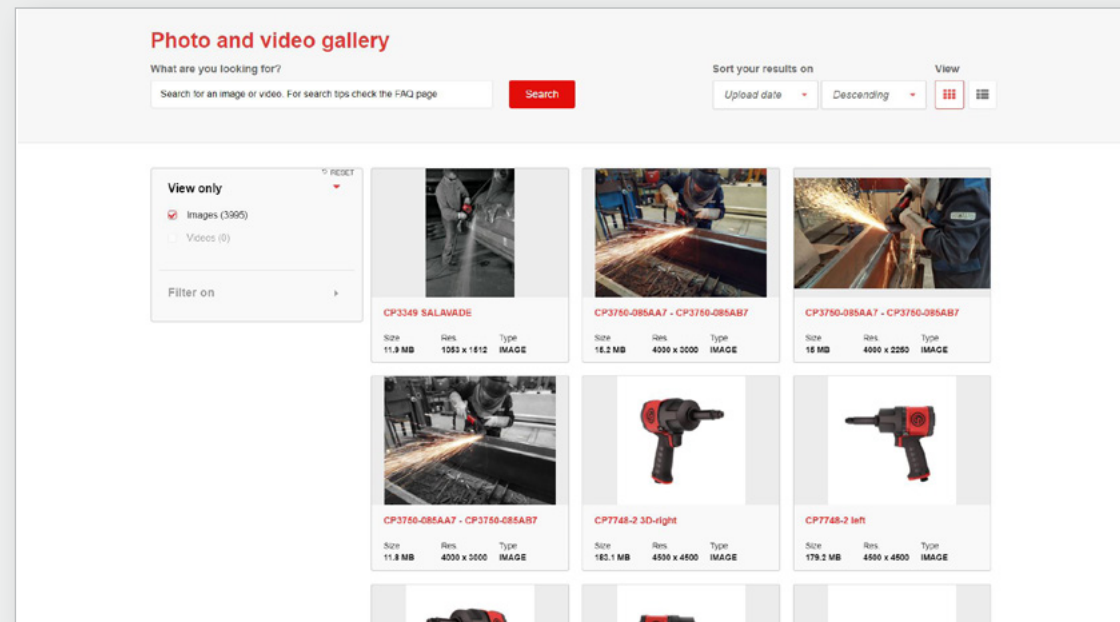 Photo and video gallery
What are you looking for?
Search for an image or video. For search tips check the FAQ page
Search
Sort your results on
Upload date
Descending
View
RESET
View only
Images (3995)
Videos (0)
Filter on
CP3349 SALAVADE
Size Res. Type
11.9 MB 1053 x 1512 IMAGE
CP3750-085AA7 - CP3750-085AB7
Size Res. Type
15.2 MB 4000 x 3000 IMAGE
CP3750-085AA7 - CP3750-085AB7
Size Res. Type
15 MB 4000 x 2250 IMAGE
CP3750-085AA7 - CP3750-085AB7
Size Res. Type
11.8 MB 4000 x 3000 IMAGE
CP7748-2 3D-right
Size Res. Type
183.1 MB 4500 x 4500 IMAGE
CP7748-2 left
Size Res. Type
179.2 MB 4500 x 4500 IMAGE